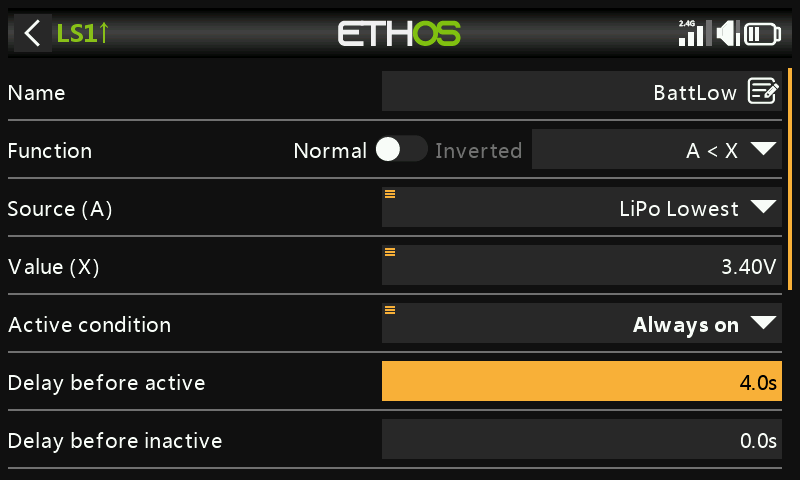 LS1↑ ETHOS 2.4G
Name BattLow
Function Normal Inverted A < X
Source (A) LiPo Lowest
Value (X) 3.40V
Active condition Always on
Delay before active 4.0s
Delay before inactive 0.0s